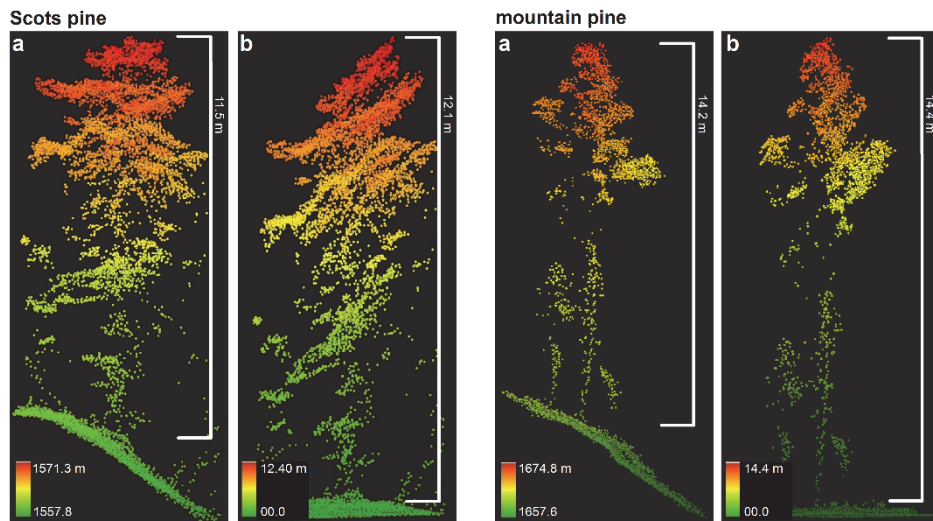 Scots pine
a
11.5 m
1571.3 m
1557.8
b
12.1 m
12.40 m
00.0
mountain pine
a
14.2 m
1674.8 m
1657.6
b
14.4 m
14.4 m
00.0